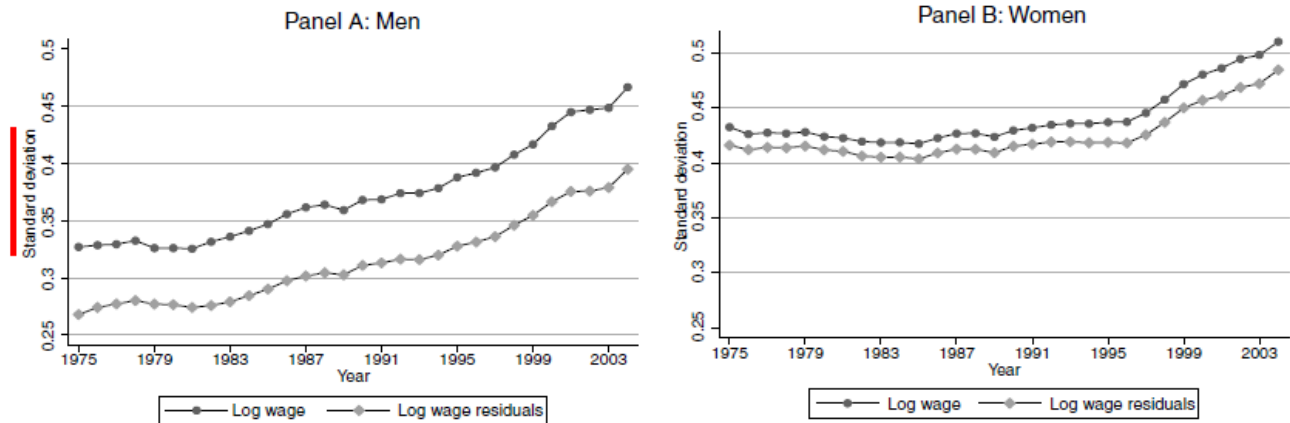 Panel A: Men
Standard deviation
0.5
0.45
0.4
0.35
0.3
0.25
1975 1979 1983 1987 1991 1995 1999 2003
Year
Log wage Log wage residuals
Panel B: Women
Standard deviation
0.5
0.45
0.4
0.35
0.3
0.25
1975 1979 1983 1987 1991 1995 1999 2003
Year
Log wage Log wage residuals